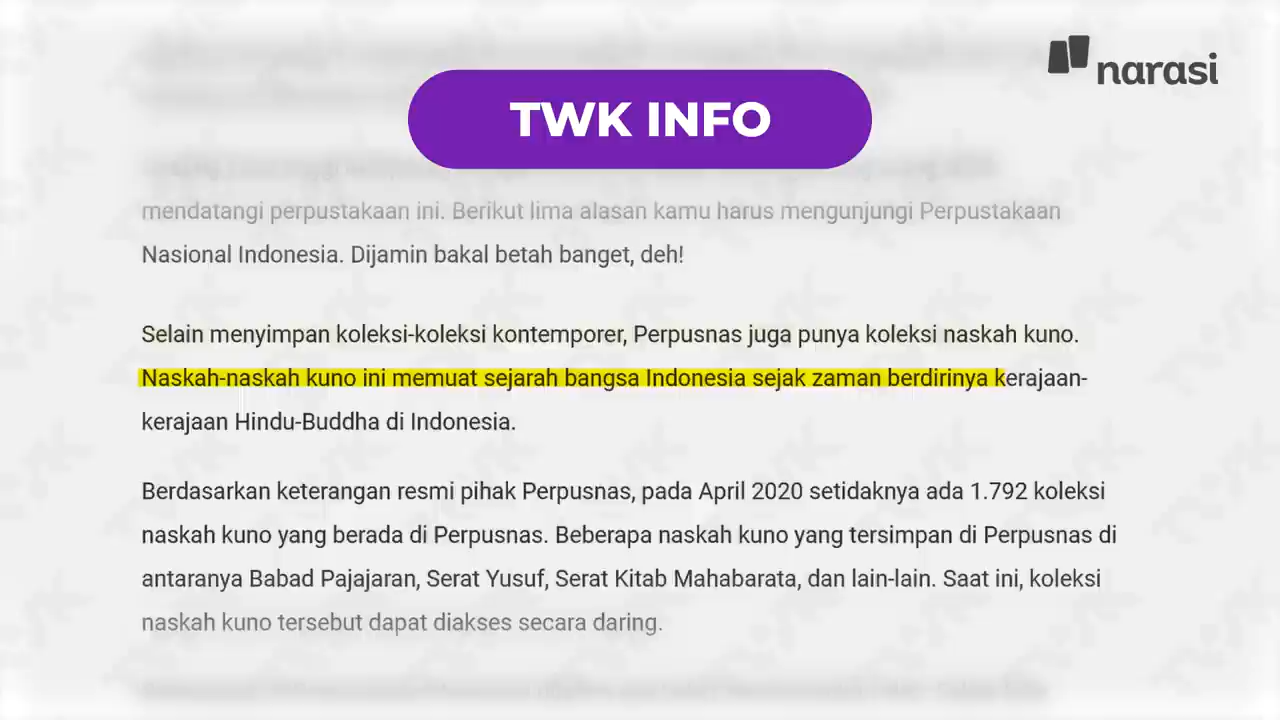 narasi
TWK INFO
mendatangi perpustakaan ini. Berikut lima alasan kamu harus mengunjungi Perpustakaan
Nasional Indonesia. Dijamin bakal betah banget, deh!
Selain menyimpan koleksi-koleksi kontemporer, Perpusnas juga punya koleksi naskah kuno.
Naskah-naskah kuno ini memuat sejarah bangsa Indonesia sejak zaman berdirinya kerajaan-
kerajaan Hindu-Buddha di Indonesia.
Berdasarkan keterangan resmi pihak Perpusnas, pada April 2020 setidaknya ada 1.792 koleksi
naskah kuno yang berada di Perpusnas. Beberapa naskah kuno yang tersimpan di Perpusnas di
antaranya Babad Pajajaran, Serat Yusuf, Serat Kitab Mahabarata, dan lain-lain. Saat ini, koleksi
naskah kuno tersebut dapat diakses secara daring.